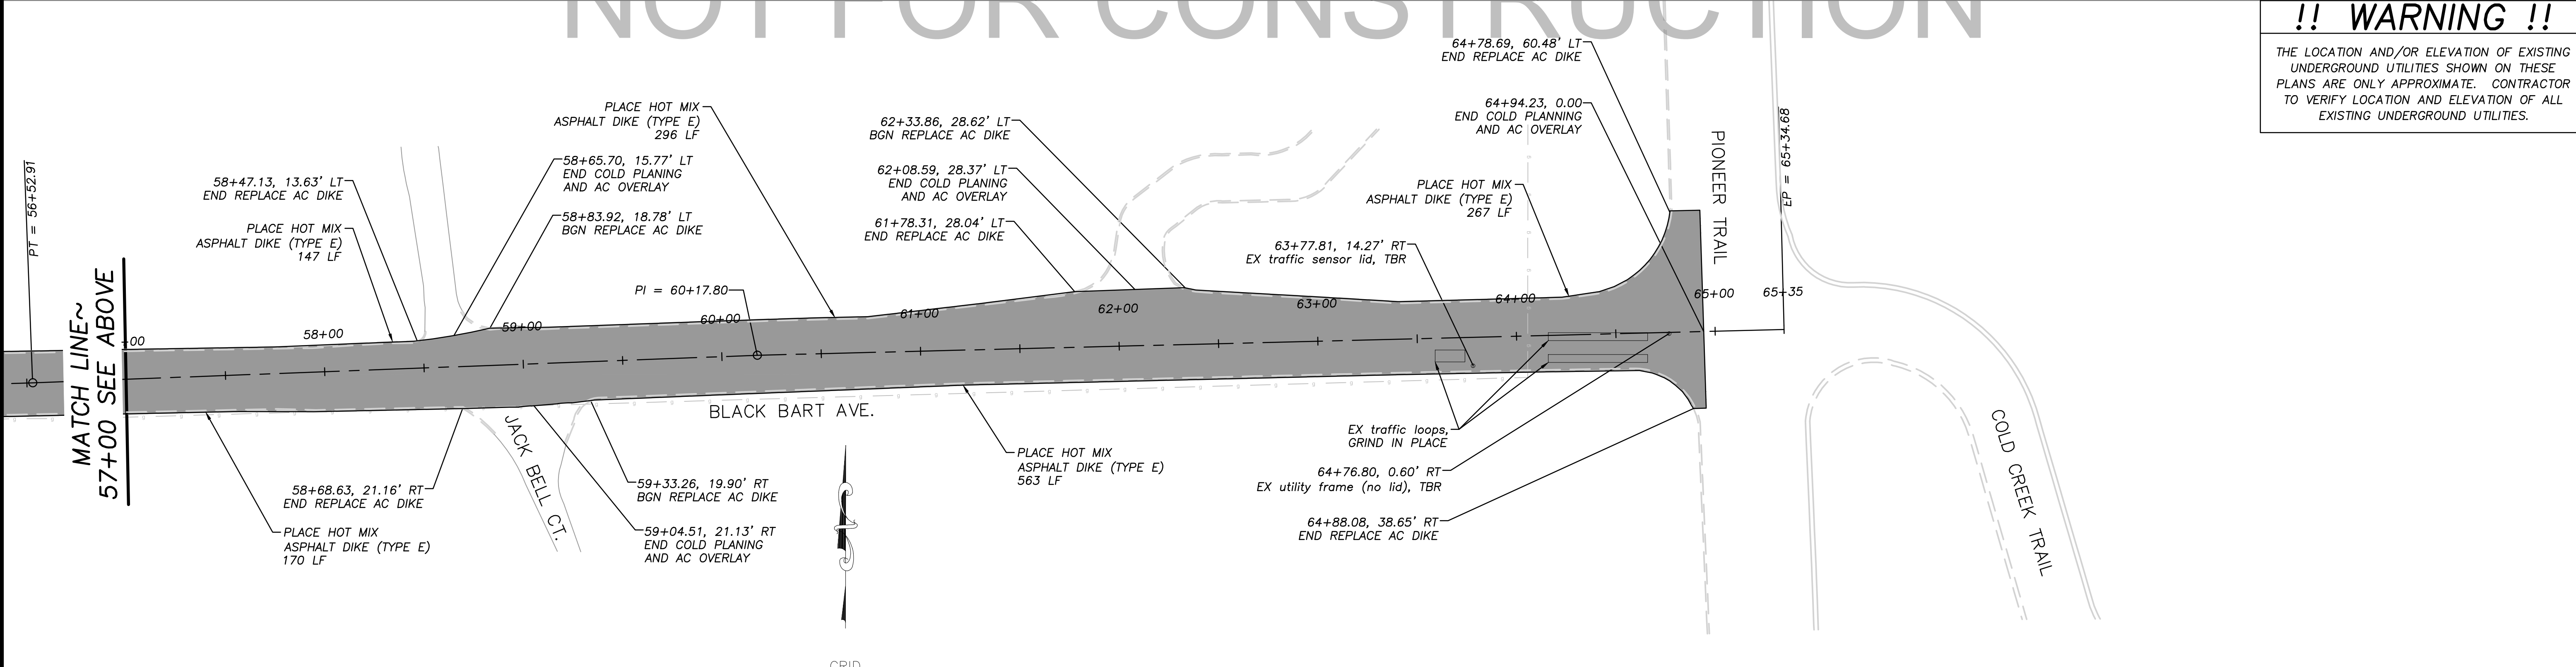 NOT FOR CONSTRUCTION
!! WARNING !!
THE LOCATION AND/OR ELEVATION OF EXISTING
UNDERGROUND UTILITIES SHOWN ON THESE
PLANS ARE ONLY APPROXIMATE. CONTRACTOR
TO VERIFY LOCATION AND ELEVATION OF ALL
EXISTING UNDERGROUND UTILITIES.
PT = 56+52.91
MATCH LINE~
57+00 SEE ABOVE
58+47.13, 13.63' LT
END REPLACE AC DIKE
PLACE HOT MIX
ASPHALT DIKE (TYPE E)
147 LF
58+65.70, 15.77' LT
END COLD PLANING
AND AC OVERLAY
58+83.92, 18.78' LT
BGN REPLACE AC DIKE
PLACE HOT MIX
ASPHALT DIKE (TYPE E)
296 LF
PI = 60+17.80
62+33.86, 28.62' LT
BGN REPLACE AC DIKE
62+08.59, 28.37' LT
END COLD PLANING
AND AC OVERLAY
61+78.31, 28.04' LT
END REPLACE AC DIKE
64+78.69, 60.48' LT
END REPLACE AC DIKE
64+94.23, 0.00
END COLD PLANNING
AND AC OVERLAY
PLACE HOT MIX
ASPHALT DIKE (TYPE E)
267 LF
63+77.81, 14.27' RT
EX traffic sensor lid, TBR
PIONEER TRAIL
EP = 65+34.68
+00
58+00
59+00
60+00
61+00
62+00
63+00
64+00
65+00
65+35
BLACK BART AVE.
JACK BELL CT.
COLD CREEK TRAIL
58+68.63, 21.16' RT
END REPLACE AC DIKE
PLACE HOT MIX
ASPHALT DIKE (TYPE E)
170 LF
59+33.26, 19.90' RT
BGN REPLACE AC DIKE
59+04.51, 21.13' RT
END COLD PLANING
AND AC OVERLAY
PLACE HOT MIX
ASPHALT DIKE (TYPE E)
563 LF
EX traffic loops,
GRIND IN PLACE
64+76.80, 0.60' RT
EX utility frame (no lid), TBR
64+88.08, 38.65' RT
END REPLACE AC DIKE
GRID